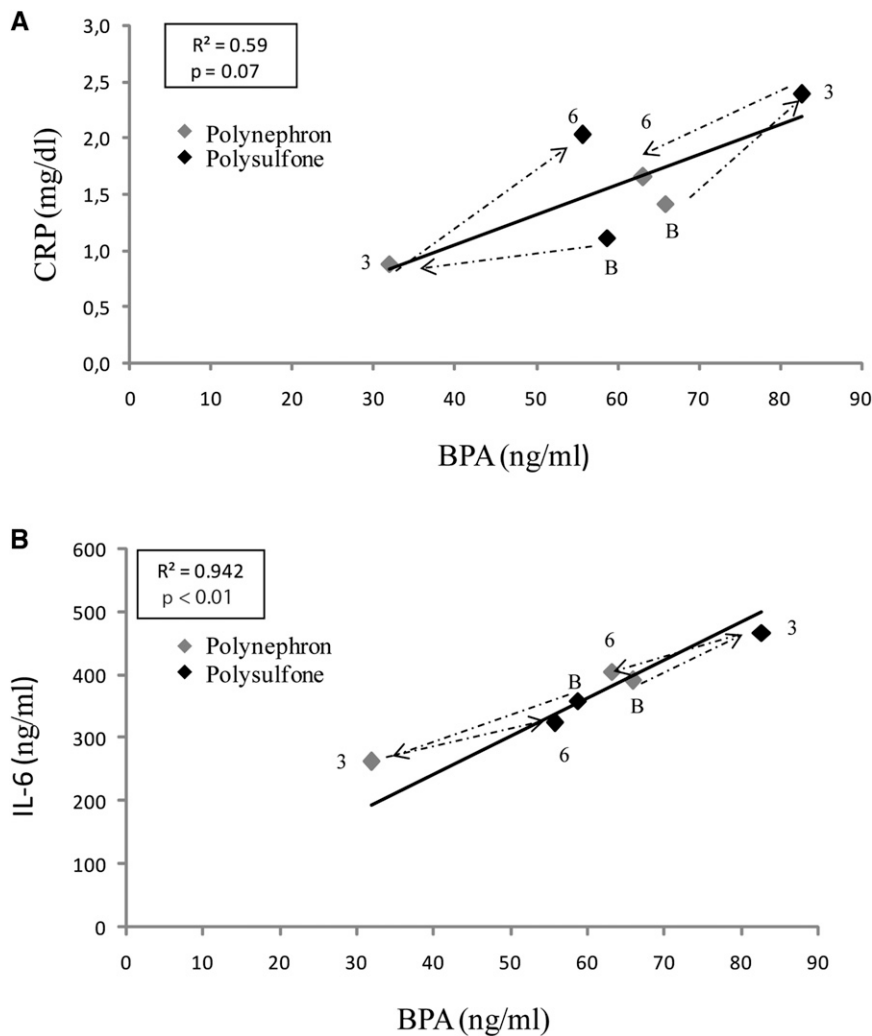 A
3,0
2,5
2,0
1,5
1,0
0,5
0,0
CRP (mg/dl)
R² = 0.59
p = 0.07
Polynephron
Polysulfone
3
6
6
B
B
3
0 10 20 30 40 50 60 70 80 90
BPA (ng/ml)
B
600
500
400
300
200
100
0
IL-6 (ng/ml)
R² = 0.942
p < 0.01
Polynephron
Polysulfone
3
B
6
6
B
3
0 10 20 30 40 50 60 70 80 90
BPA (ng/ml)